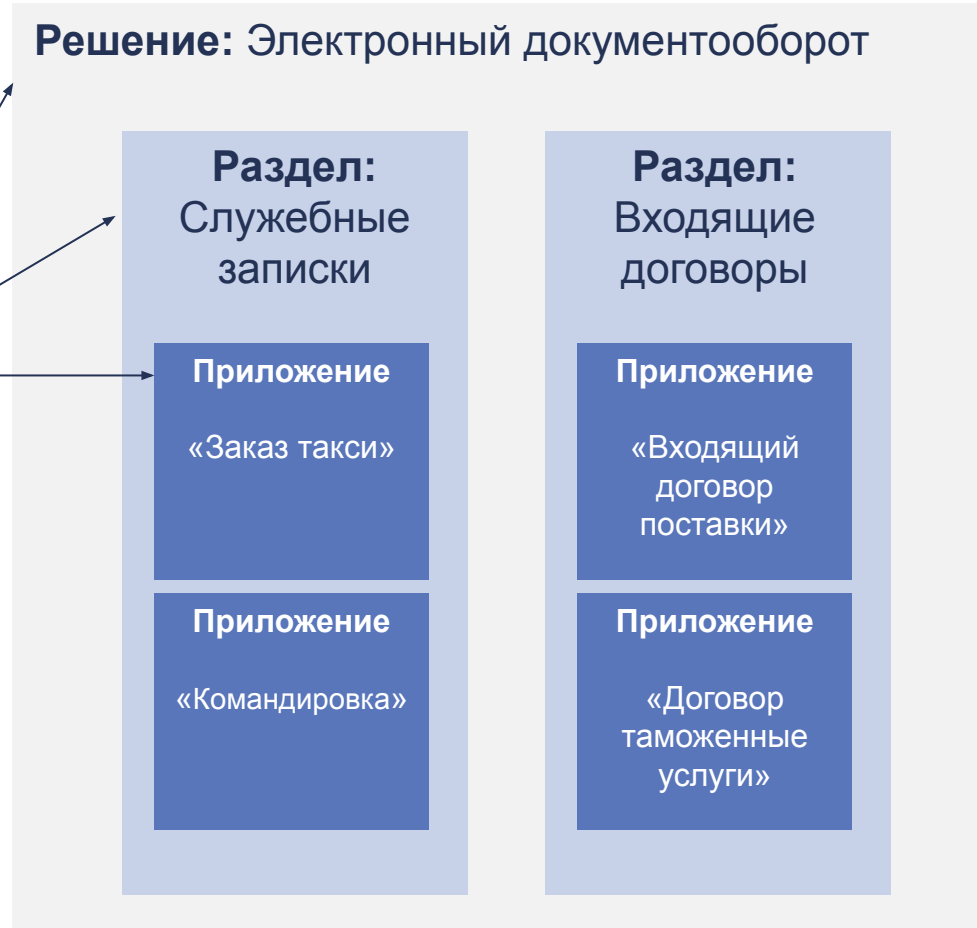 Решение: Электронный документооборот
Раздел:
Служебные
записки
Приложение
«Заказ такси»
Приложение
«Командировка»
Раздел:
Входящие
договоры
Приложение
«Входящий
договор
поставки»
Приложение
«Договор
таможенные
услуги»